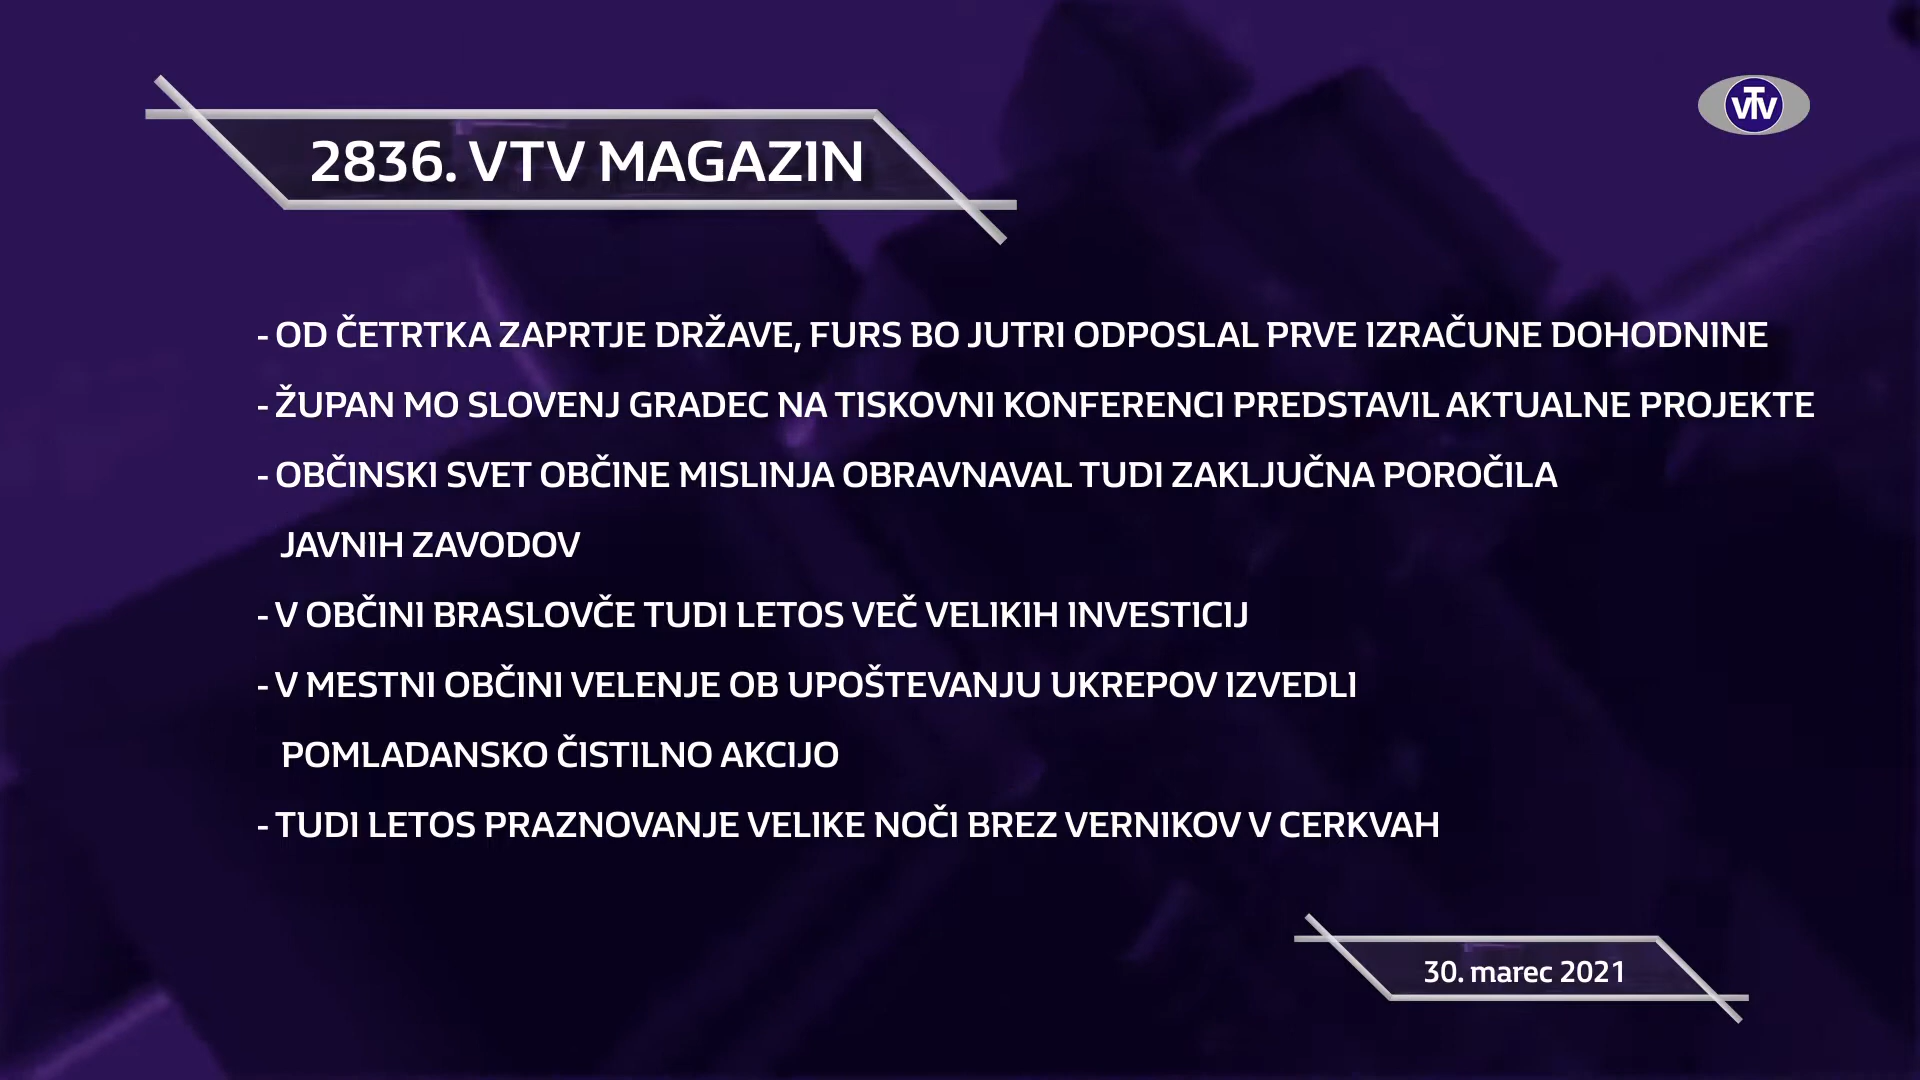 VTV
2836. VTV MAGAZIN
- OD ČETRTKA ZAPRTJE DRŽAVE, FURS BO JUTRI ODPOSLAL PRVE IZRAČUNE DOHODNINE
- ŽUPAN MO SLOVENJ GRADEC NA TISKOVNI KONFERENCI PREDSTAVIL AKTUALNE PROJEKTE
- OBČINSKI SVET OBČINE MISLINJA OBRAVNAVAL TUDI ZAKLJUČNA POROČILA
JAVNIH ZAVODOV
- V OBČINI BRASLOVČE TUDI LETOS VEČ VELIKIH INVESTICIJ
- V MESTNI OBČINI VELENJE OB UPOŠTEVANJU UKREPOV IZVEDLI
POMLADANSKO ČISTILNO AKCIJO
- TUDI LETOS PRAZNOVANJE VELIKE NOČI BREZ VERNIKOV V CERKVAH
30. marec 2021